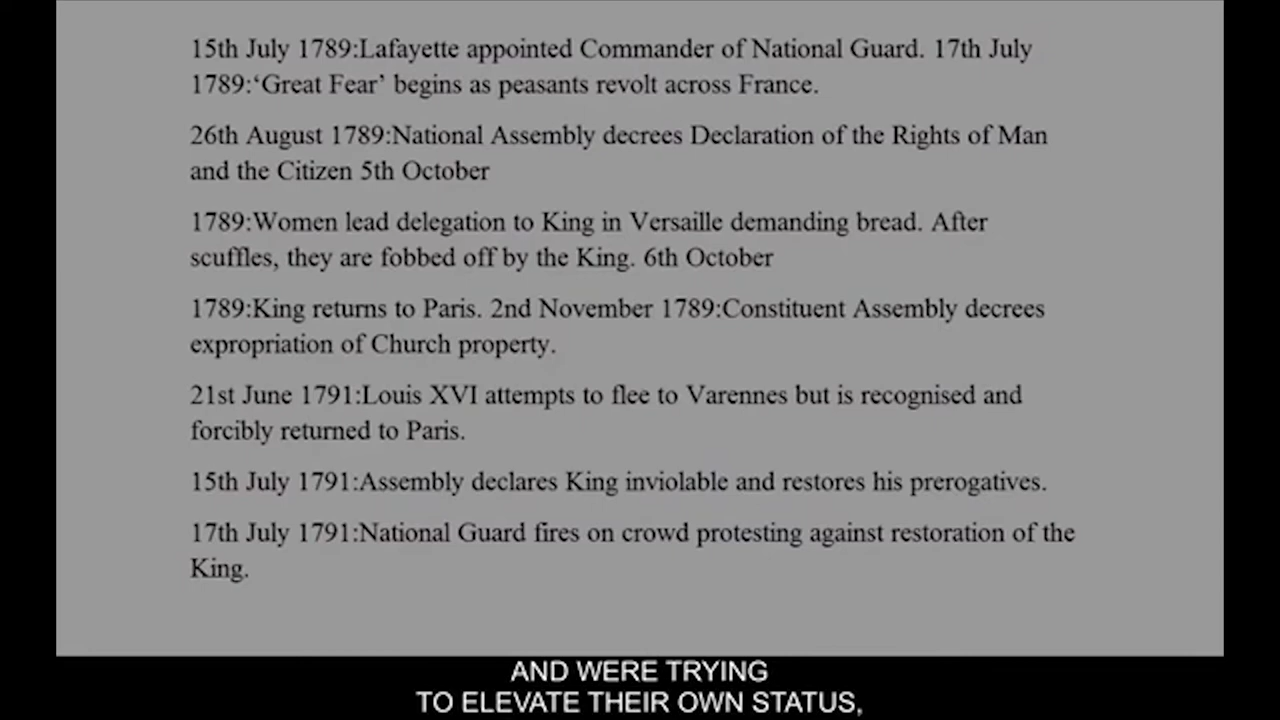 15th July 1789:Lafayette appointed Commander of National Guard. 17th July
1789:‘Great Fear’ begins as peasants revolt across France.
26th August 1789:National Assembly decrees Declaration of the Rights of Man
and the Citizen 5th October
1789:Women lead delegation to King in Versaille demanding bread. After
scuffles, they are fobbed off by the King. 6th October
1789:King returns to Paris. 2nd November 1789:Constituent Assembly decrees
expropriation of Church property.
21st June 1791:Louis XVI attempts to flee to Varennes but is recognised and
forcibly returned to Paris.
15th July 1791:Assembly declares King inviolable and restores his prerogatives.
17th July 1791:National Guard fires on crowd protesting against restoration of the
King.
AND WERE TRYING
TO ELEVATE THEIR OWN STATUS,